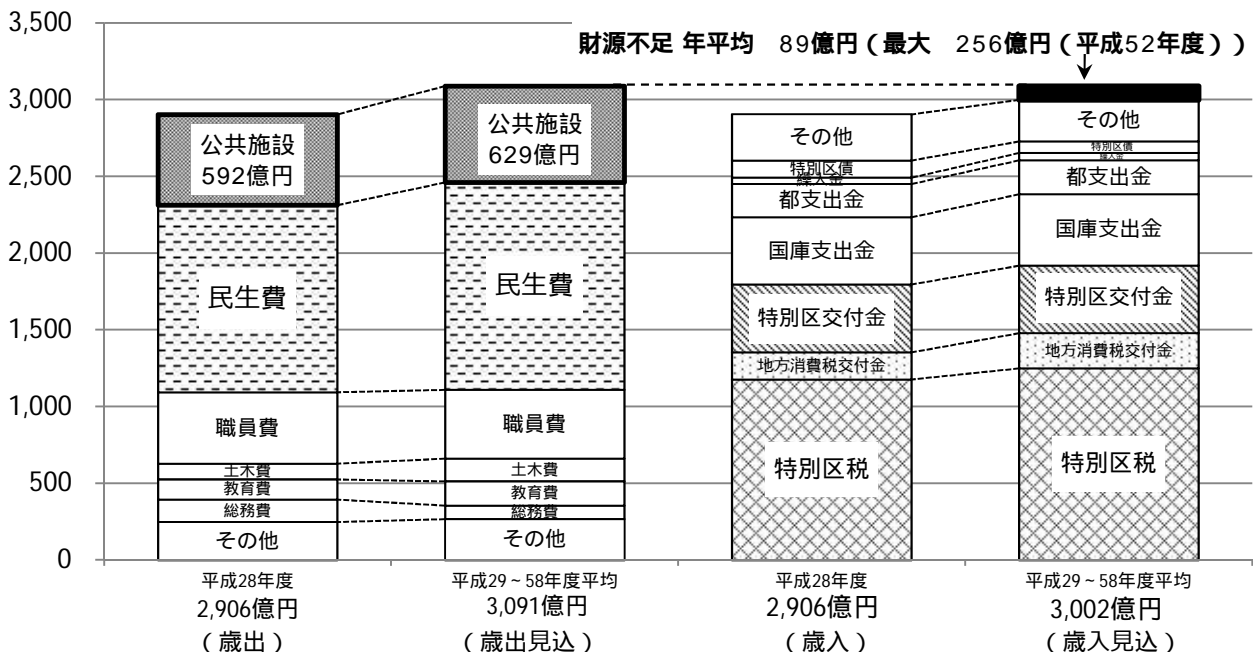 3,500
3,000
2,500
2,000
1,500
1,000
500
0
財源不足 年平均　89億円（最大　256億円（平成52年度））
公共施設
592億円
民生費
職員費
土木費
教育費
総務費
その他
公共施設
629億円
民生費
職員費
土木費
教育費
総務費
その他
その他
特別区債
繰入金
都支出金
国庫支出金
特別区交付金
地方消費税交付金
特別区税
その他
特別区債
繰入金
都支出金
国庫支出金
特別区交付金
地方消費税交付金
特別区税
平成28年度
2,906億円
（歳出）
平成29～58年度平均
3,091億円
（歳出見込）
平成28年度
2,906億円
（歳入）
平成29～58年度平均
3,002億円
（歳入見込）